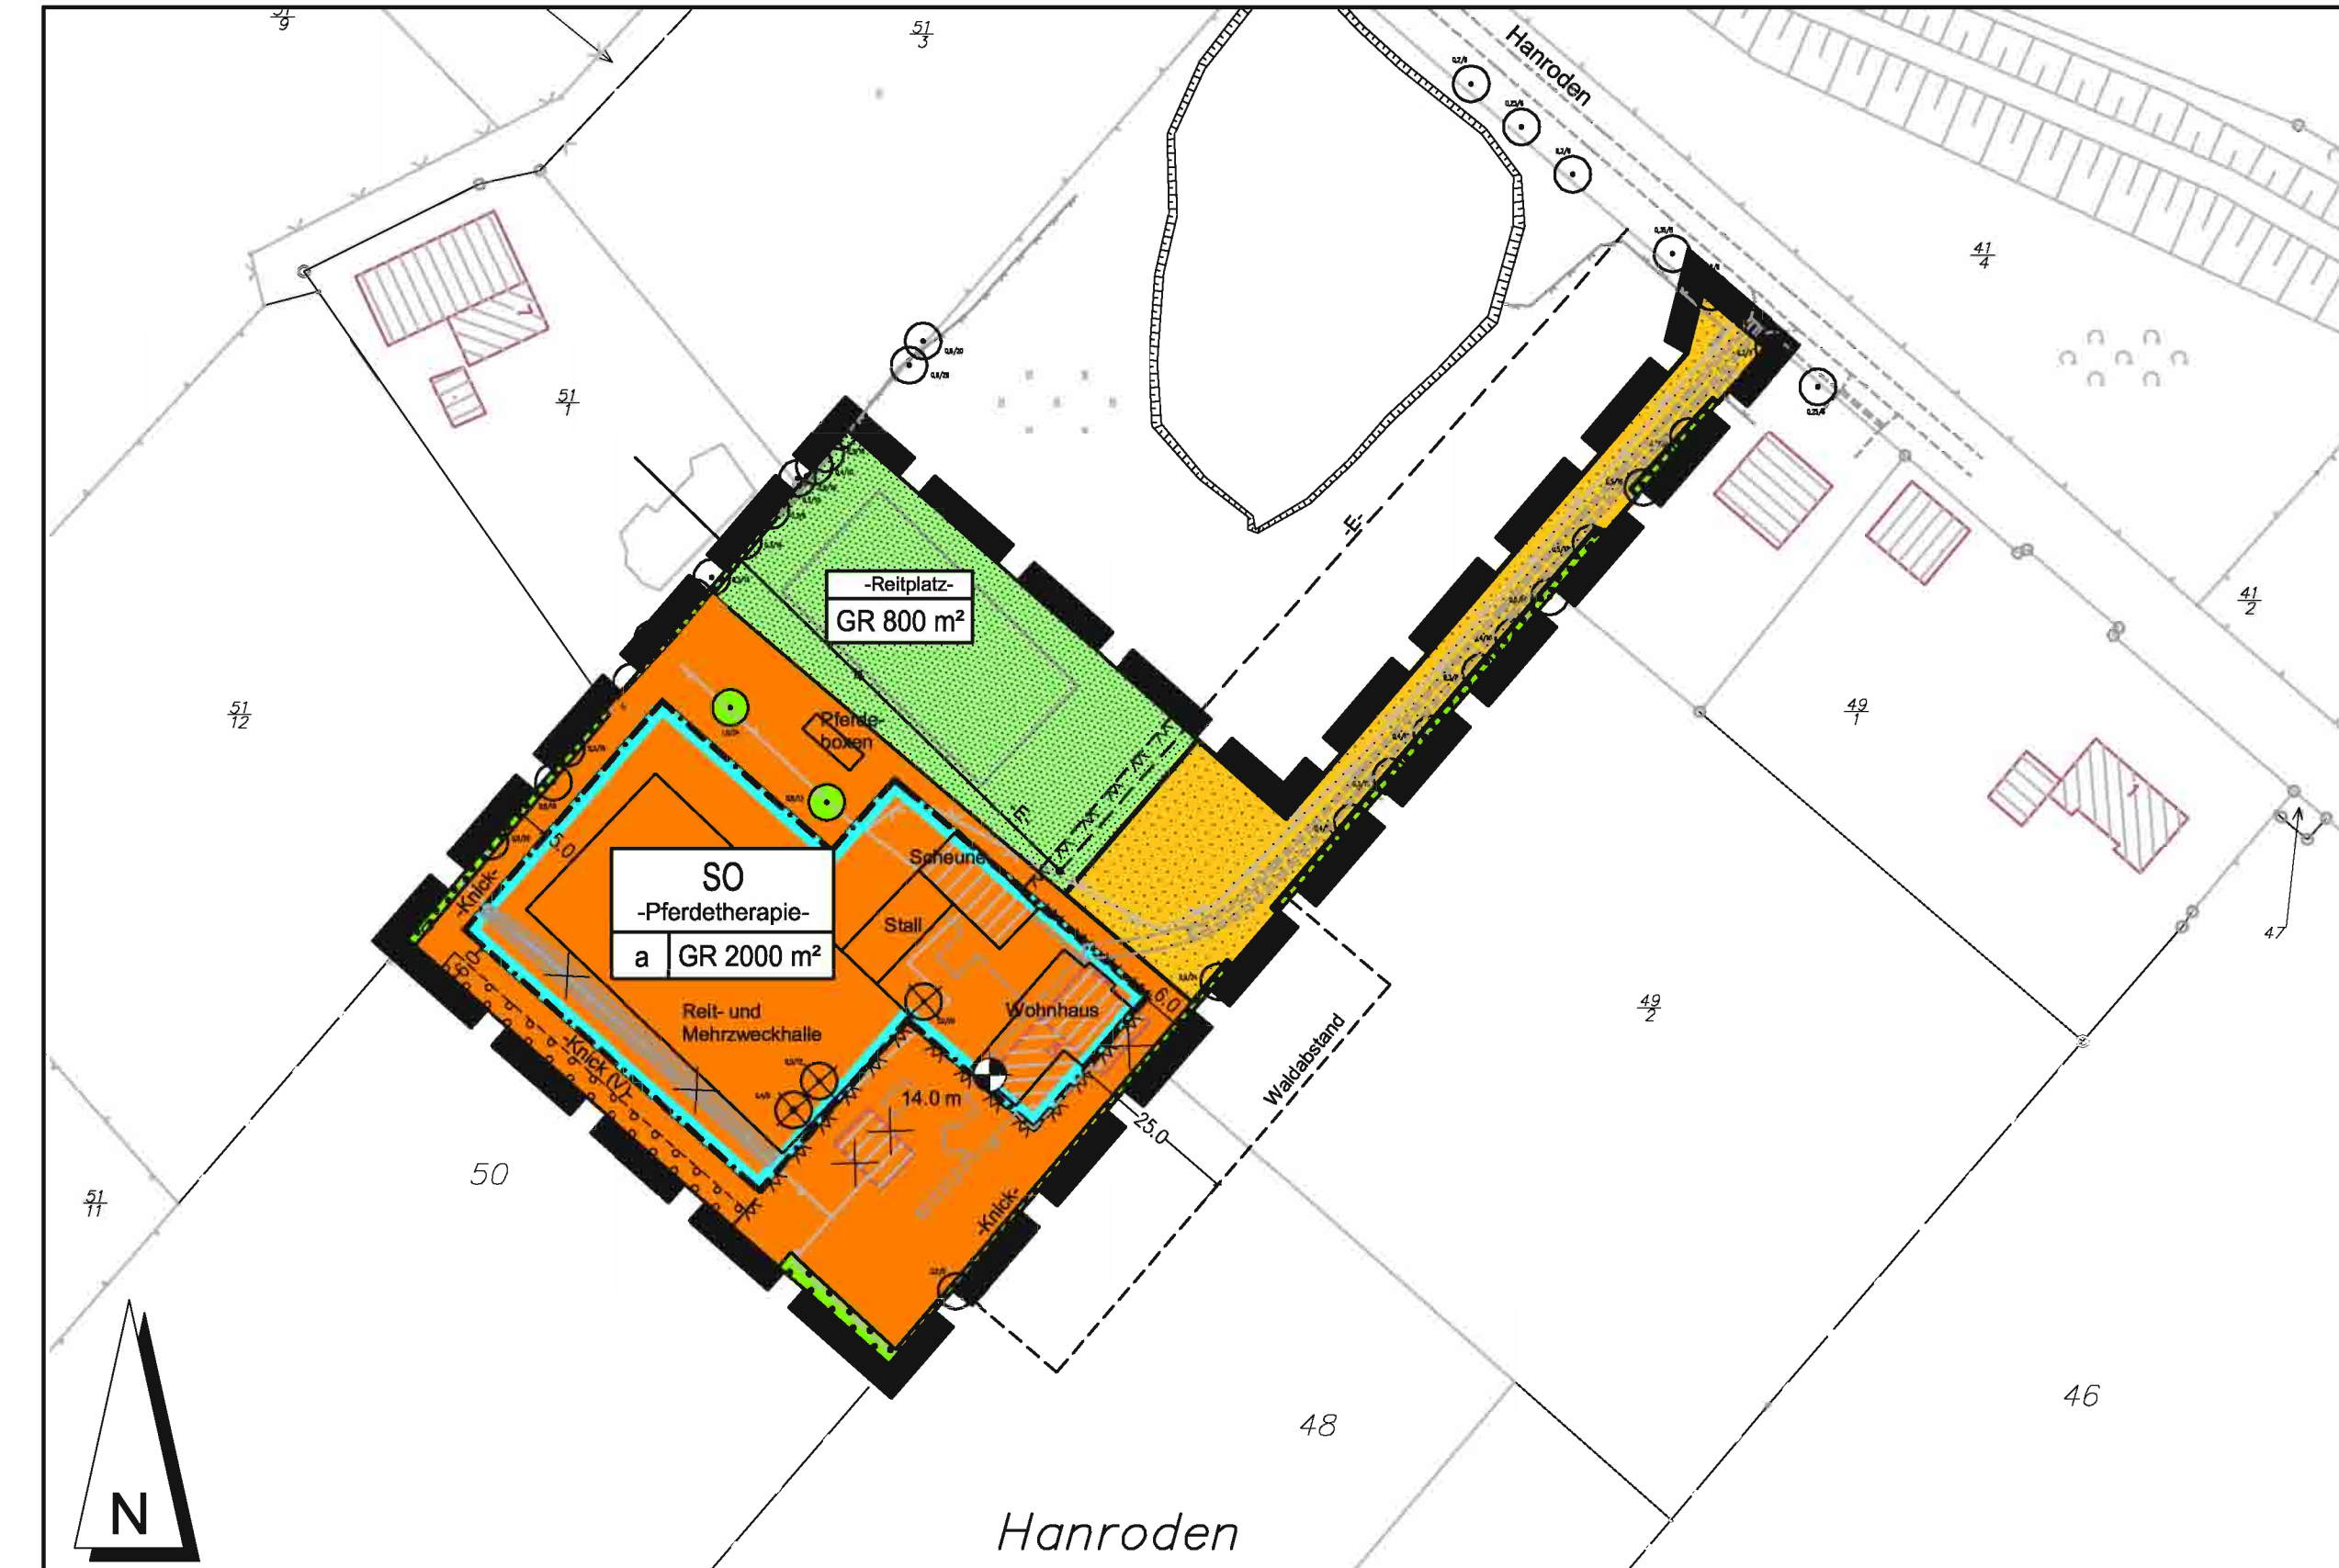 51
9
51
3
Hanroden
41
4
51
1
-Reitplatz-
GR 800 m²
-E-
41
2
51
12
49
1
Pferde-
boxen
-E-
5.0
Scheune
SO
-Pferdetherapie-
a GR 2000 m²
Stall
-Knick-
6.0
6.0
47
Reit- und
Mehrzweckhalle
Wohnhaus
49
2
Waldabstand
-Knick (V)-
14.0 m
25.0
50
51
11
-Knick-
46
48
N
Hanroden